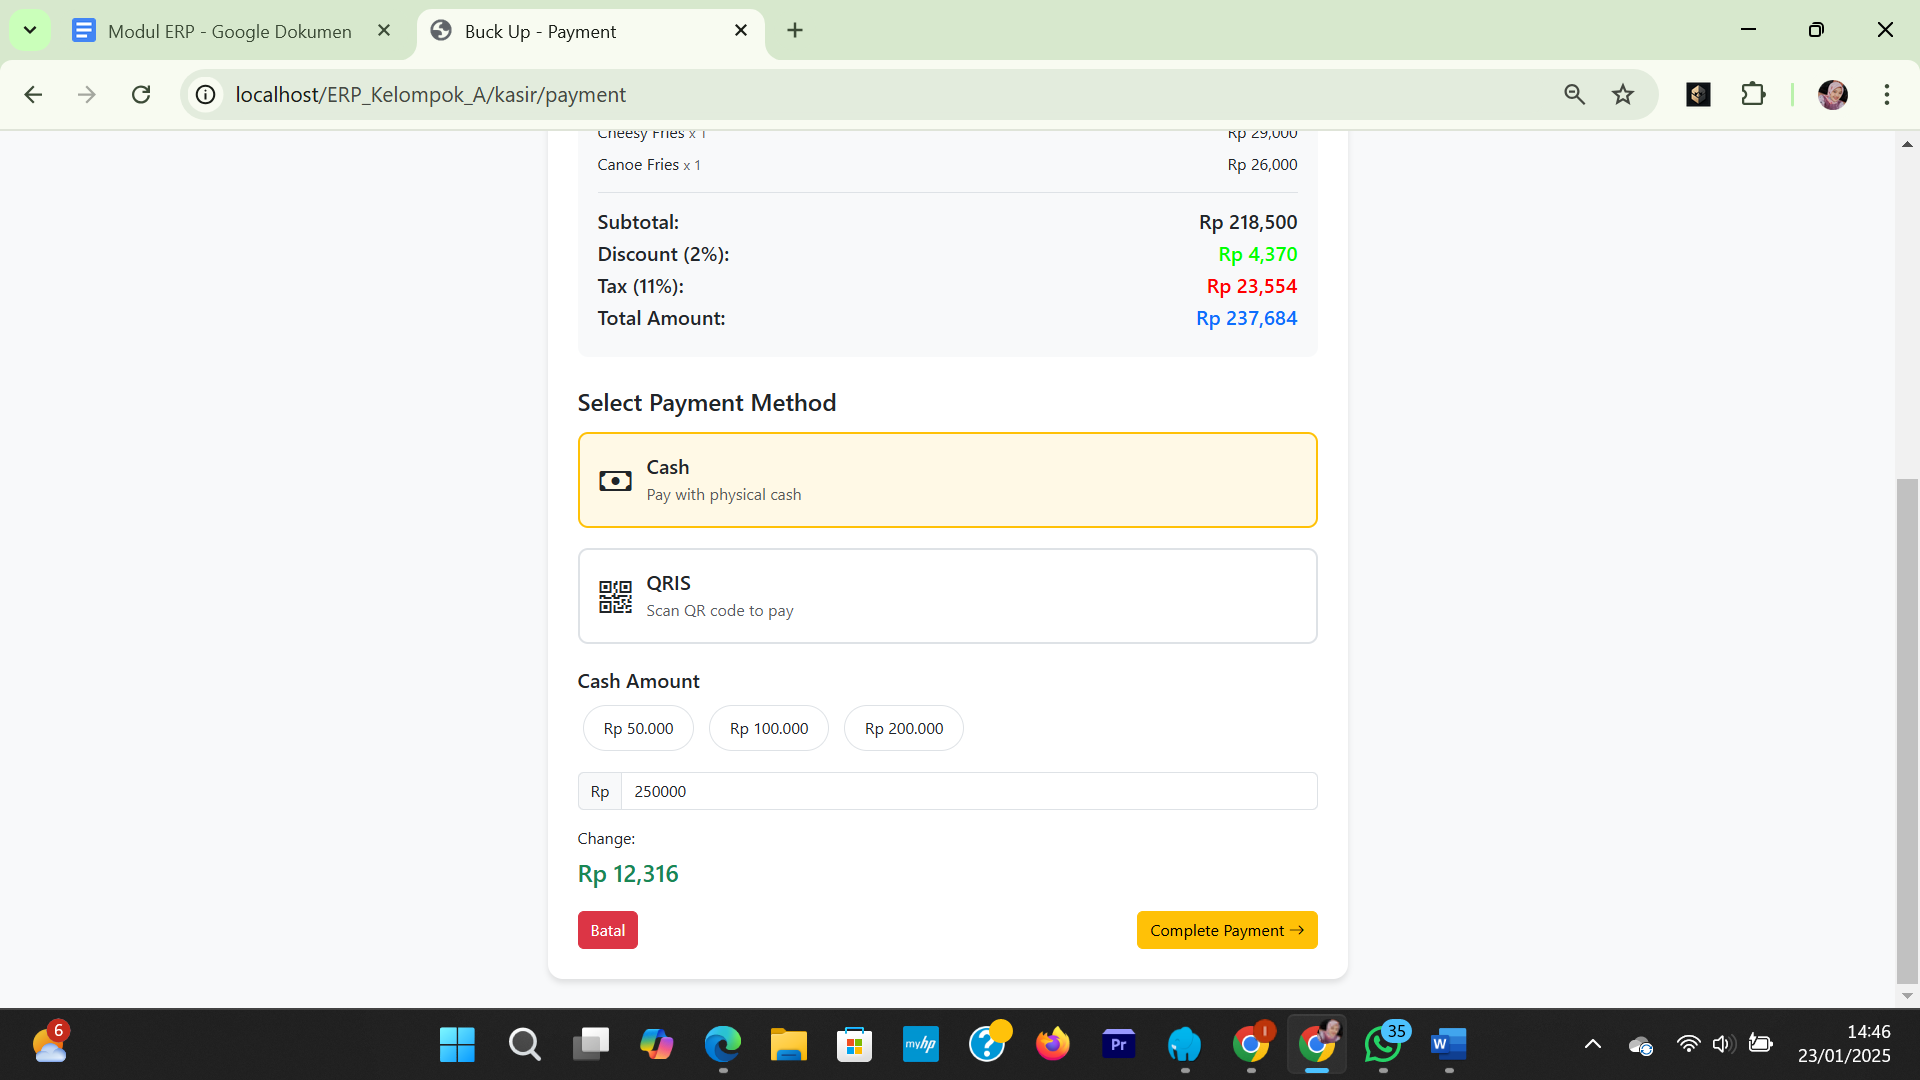 Modul ERP - Google Dokumen
Buck Up - Payment
localhost/ERP_Kelompok_A/kasir/payment
Cheesy Fries x 1 Rp 29,000
Canoe Fries x 1 Rp 26,000
Subtotal: Rp 218,500
Discount (2%): Rp 4,370
Tax (11%): Rp 23,554
Total Amount: Rp 237,684
Select Payment Method
Cash
Pay with physical cash
QRIS
Scan QR code to pay
Cash Amount
Rp 50.000 Rp 100.000 Rp 200.000
Rp 250000
Change:
Rp 12,316
Batal Complete Payment →
6
myhp
Pr
1
35
W
14:46
23/01/2025